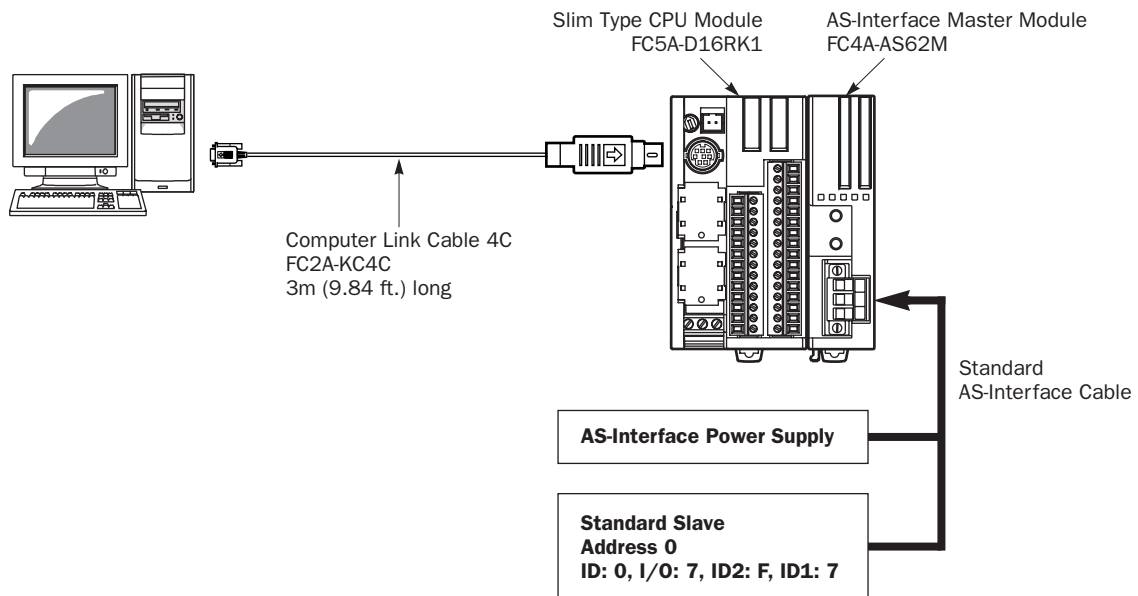 Slim Type CPU Module
FC5A-D16RK1
AS-Interface Master Module
FC4A-AS62M
Computer Link Cable 4C
FC2A-KC4C
3m (9.84 ft.) long
Standard
AS-Interface Cable
AS-Interface Power Supply
Standard Slave
Address 0
ID: 0, I/O: 7, ID2: F, ID1: 7